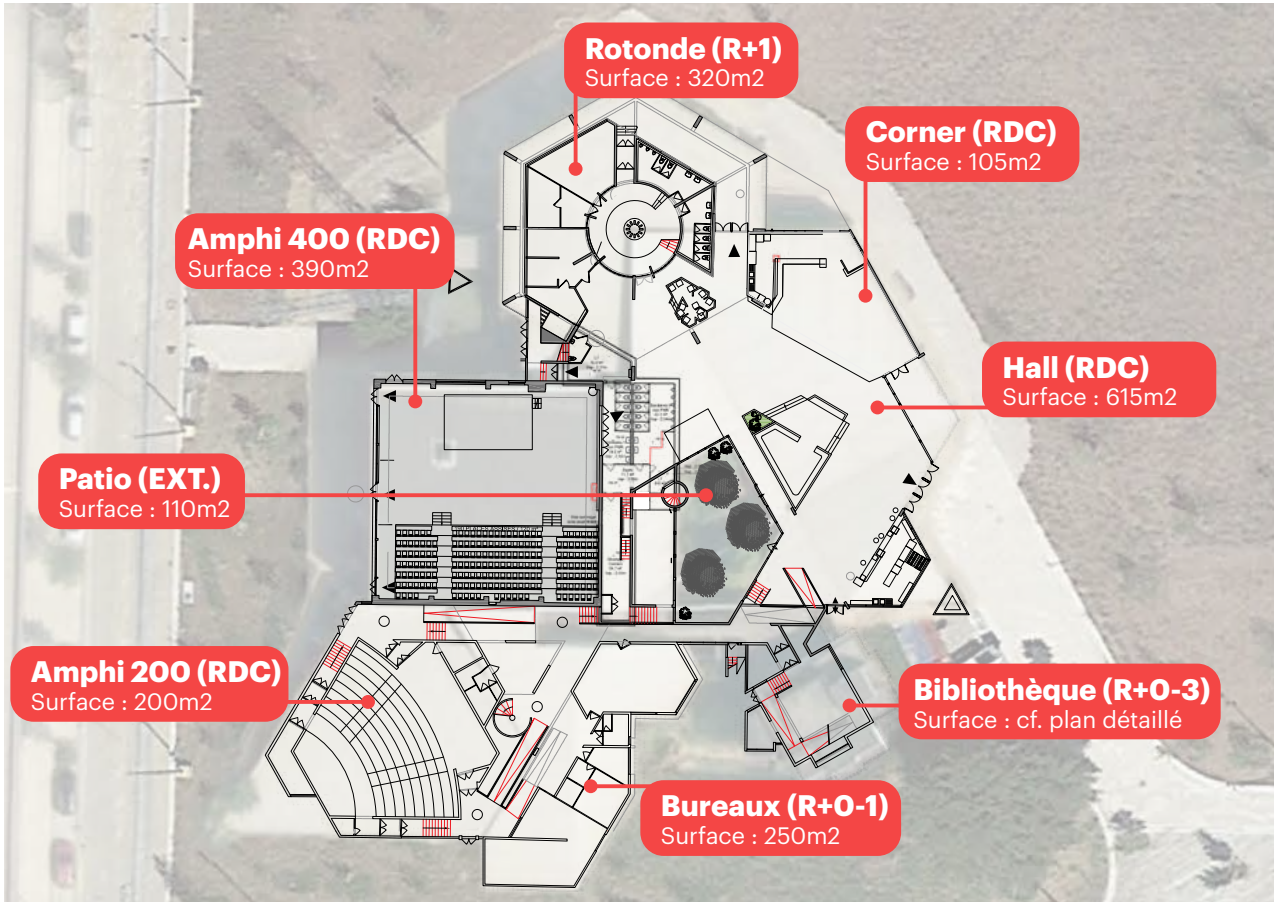 Rotonde (R+1)
Surface : 320m2
Corner (RDC)
Surface : 105m2
Amphi 400 (RDC)
Surface : 390m2
Hall (RDC)
Surface : 615m2
Patio (EXT.)
Surface : 110m2
Amphi 200 (RDC)
Surface : 200m2
Bibliothèque (R+0-3)
Surface : cf. plan détaillé
Bureaux (R+0-1)
Surface : 250m2